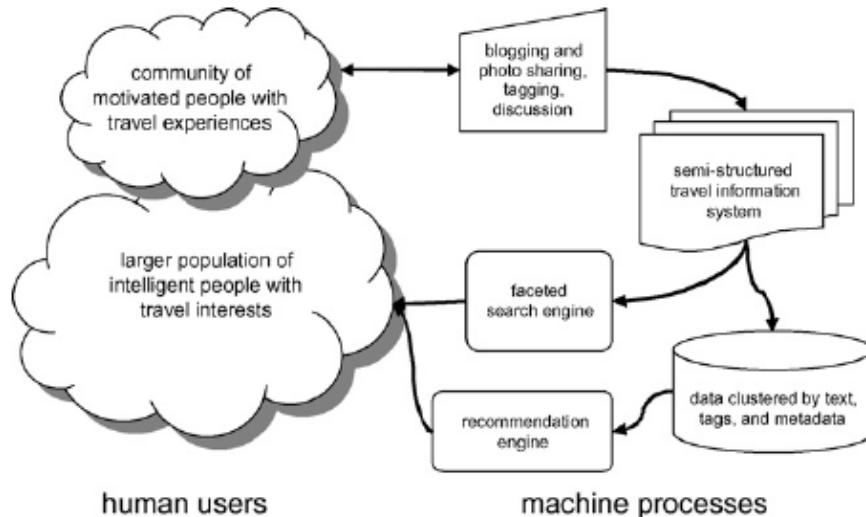 community of
motivated people with
travel experiences
blogging and
photo sharing,
tagging,
discussion
semi-structured
travel information
system
larger population of
intelligent people with
travel interests
faceted
search engine
data clustered by text,
tags, and metadata
recommendation
engine
human users
machine processes